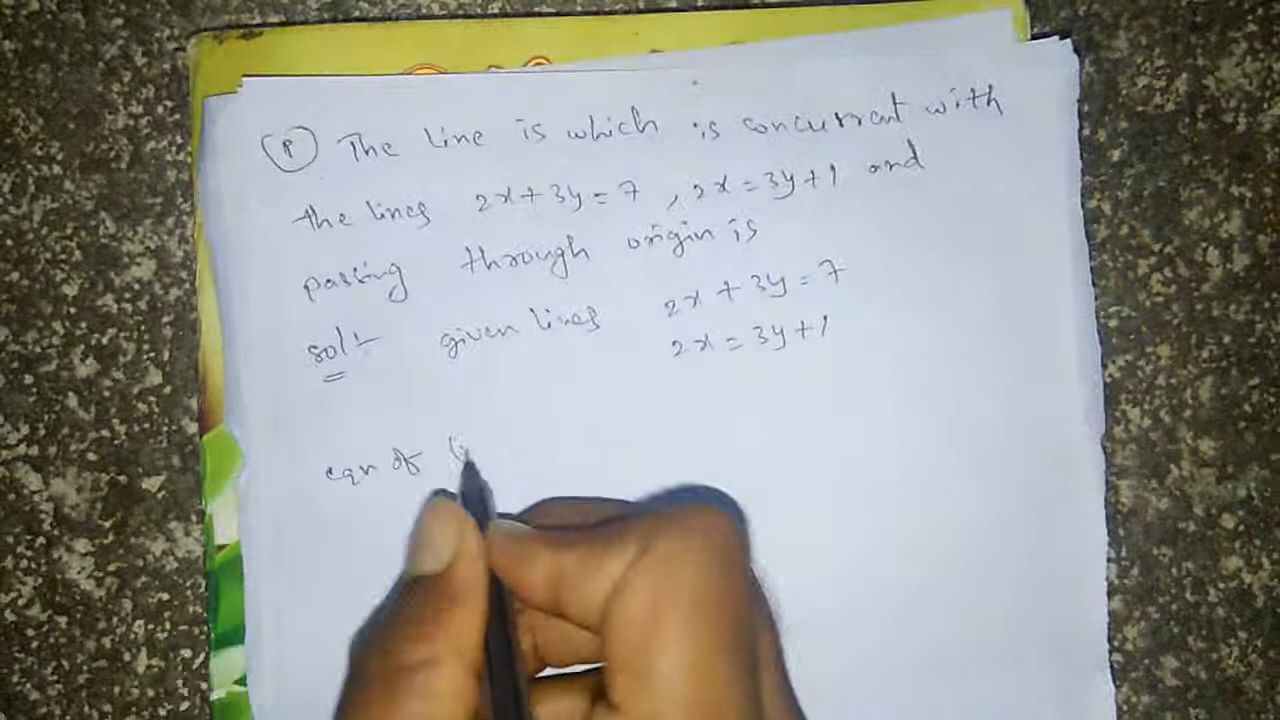 (P) The line is which is concurrent with
the lines 2x+3y=7, 2x=3y+1 and
passing through origin is
sol:- given lines 2x+3y=7
2x=3y+1
eqn of li